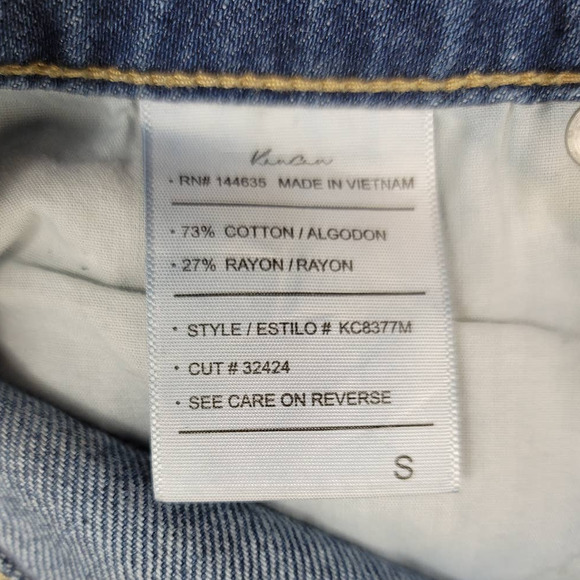 KanCan
• RN# 144635 MADE IN VIETNAM
• 73% COTTON / ALGODON
• 27% RAYON / RAYON
• STYLE / ESTILO # KC8377M
• CUT # 32424
• SEE CARE ON REVERSE
S